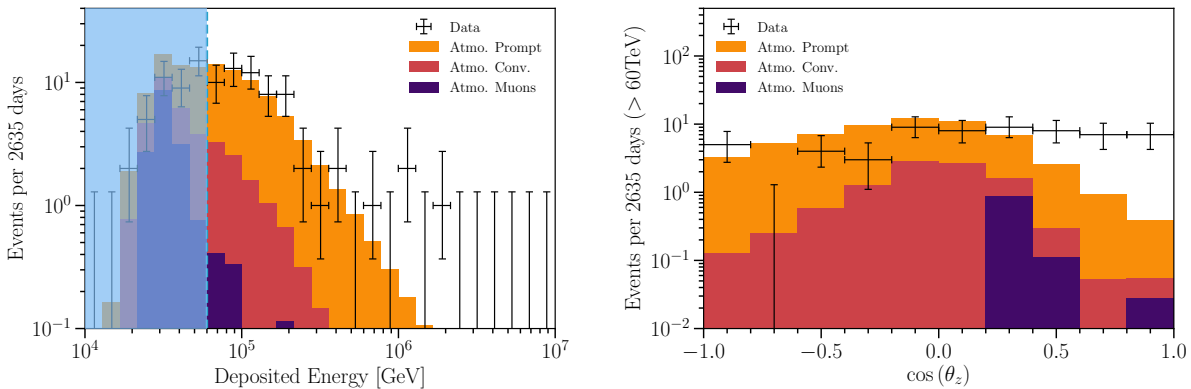 Events per 2635 days
10^1
10^0
10^-1
Data
Atmo. Prompt
Atmo. Conv.
Atmo. Muons
10^4
10^5
10^6
10^7
Deposited Energy [GeV]
Events per 2635 days (> 60TeV)
10^2
10^1
10^0
10^-1
10^-2
Data
Atmo. Prompt
Atmo. Conv.
Atmo. Muons
−1.0
−0.5
0.0
0.5
1.0
cos (θ_z)